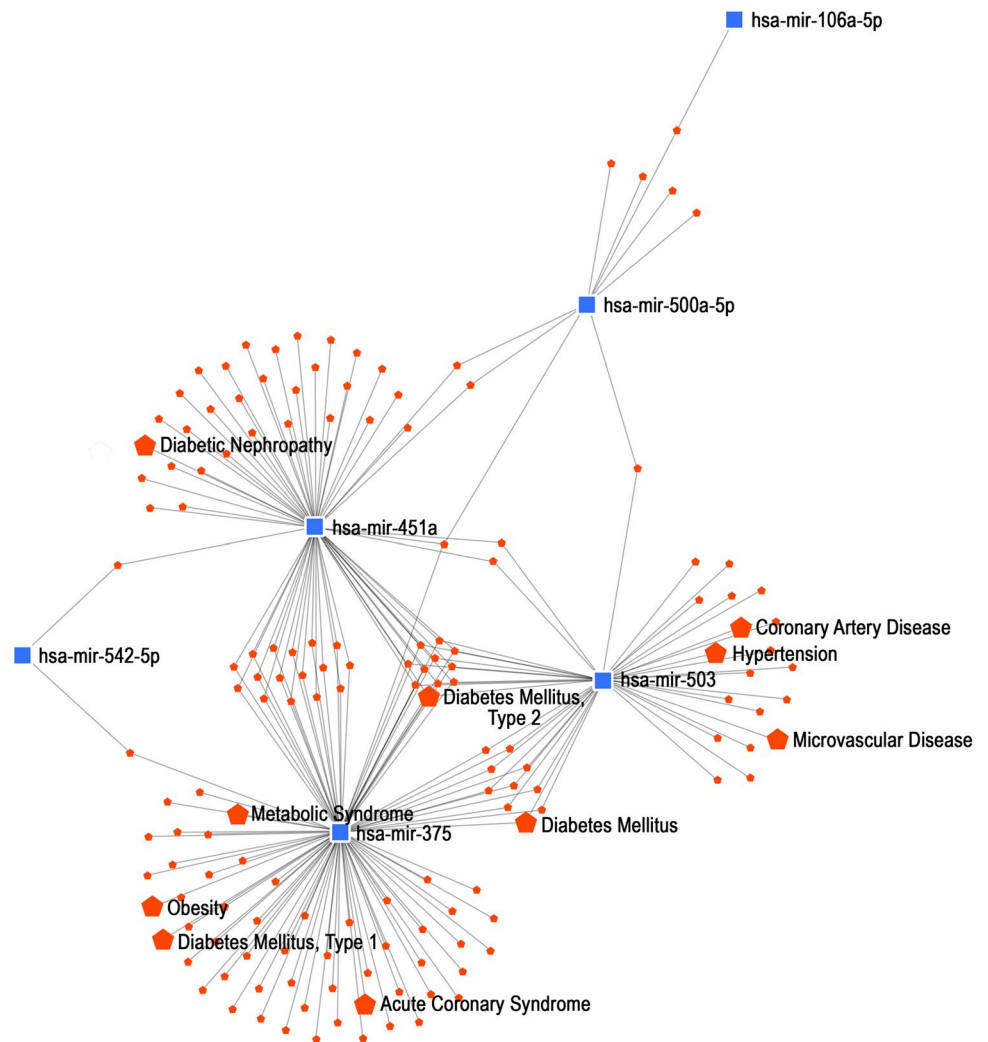 hsa-mir-106a-5p
hsa-mir-500a-5p
Diabetic Nephropathy
hsa-mir-451a
Coronary Artery Disease
Hypertension
hsa-mir-542-5p
hsa-mir-503
Diabetes Mellitus,
Type 2
Microvascular Disease
Metabolic Syndrome
Diabetes Mellitus
hsa-mir-375
Obesity
Diabetes Mellitus, Type 1
Acute Coronary Syndrome